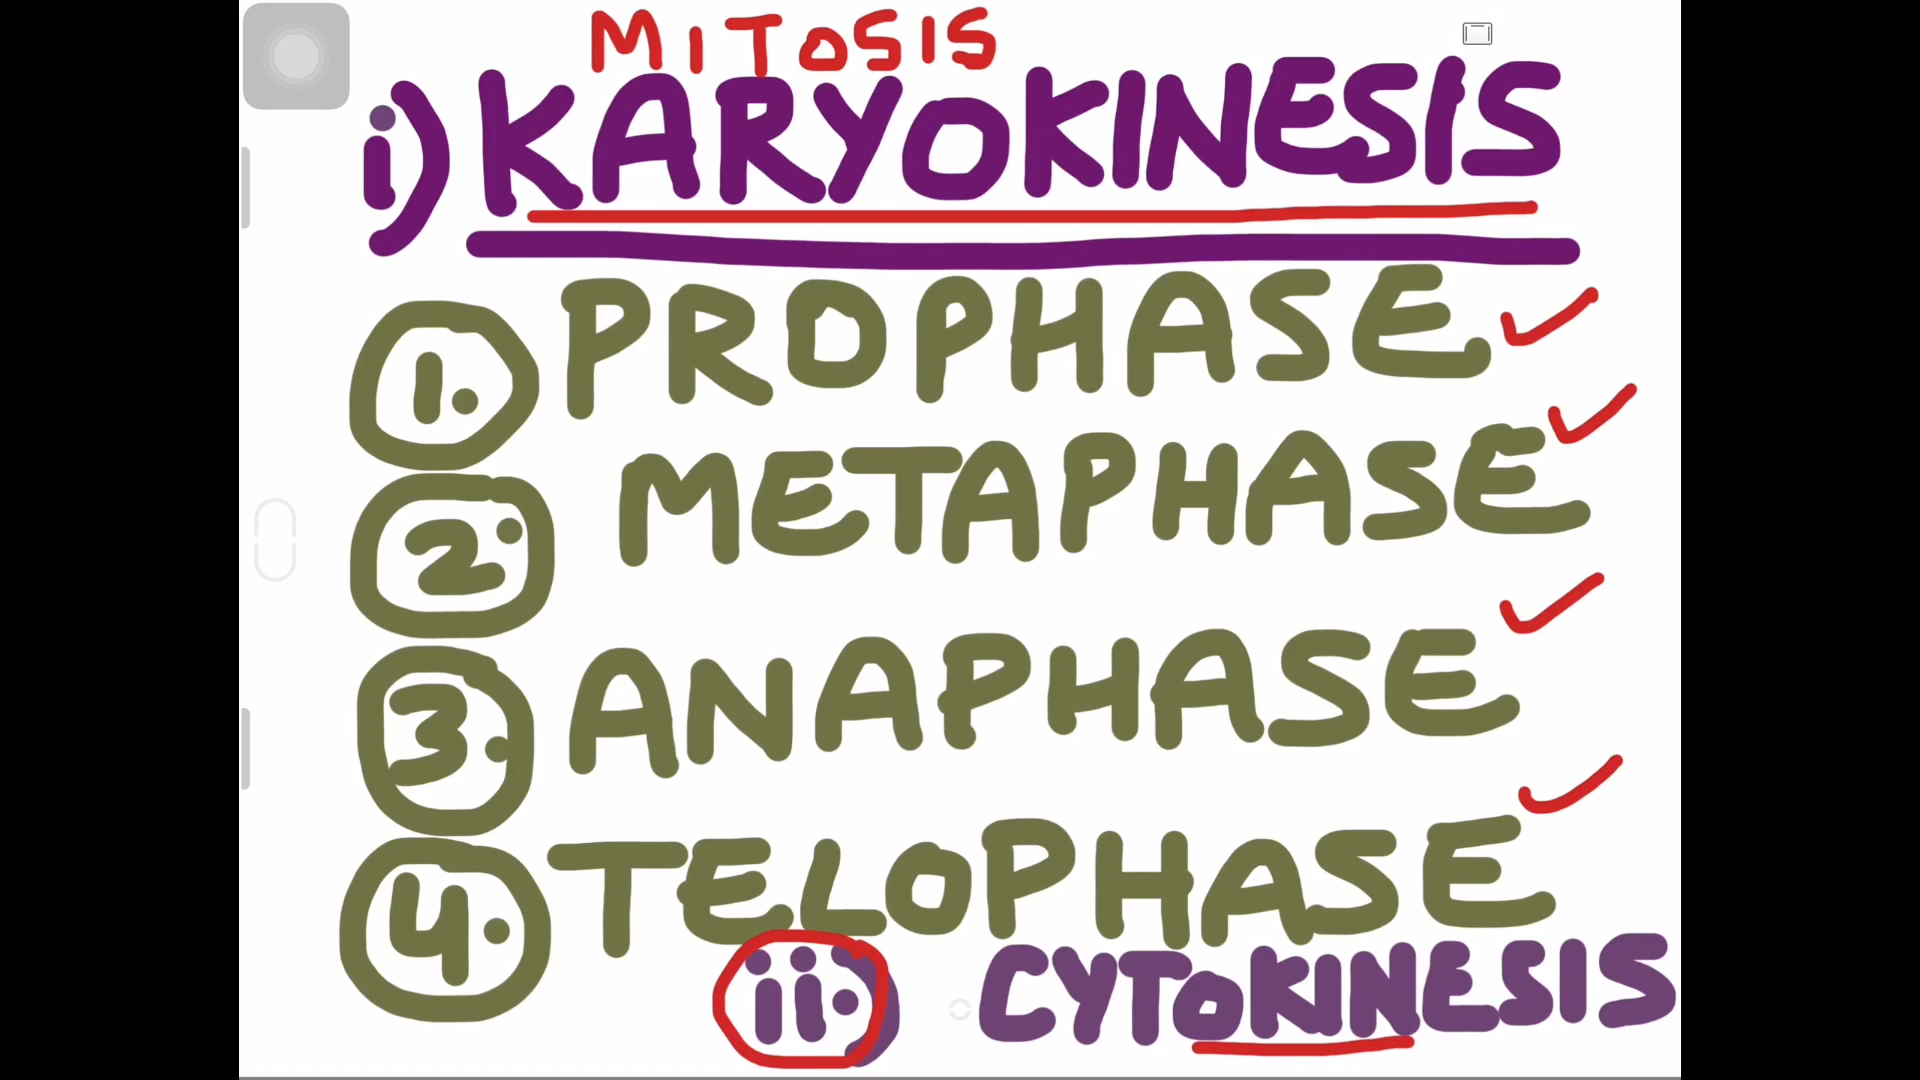 MITOSIS
i) KARYOKINESIS
1. PROPHASE
2. METAPHASE
3. ANAPHASE
4. TELOPHASE
ii.) CYTOKINESIS